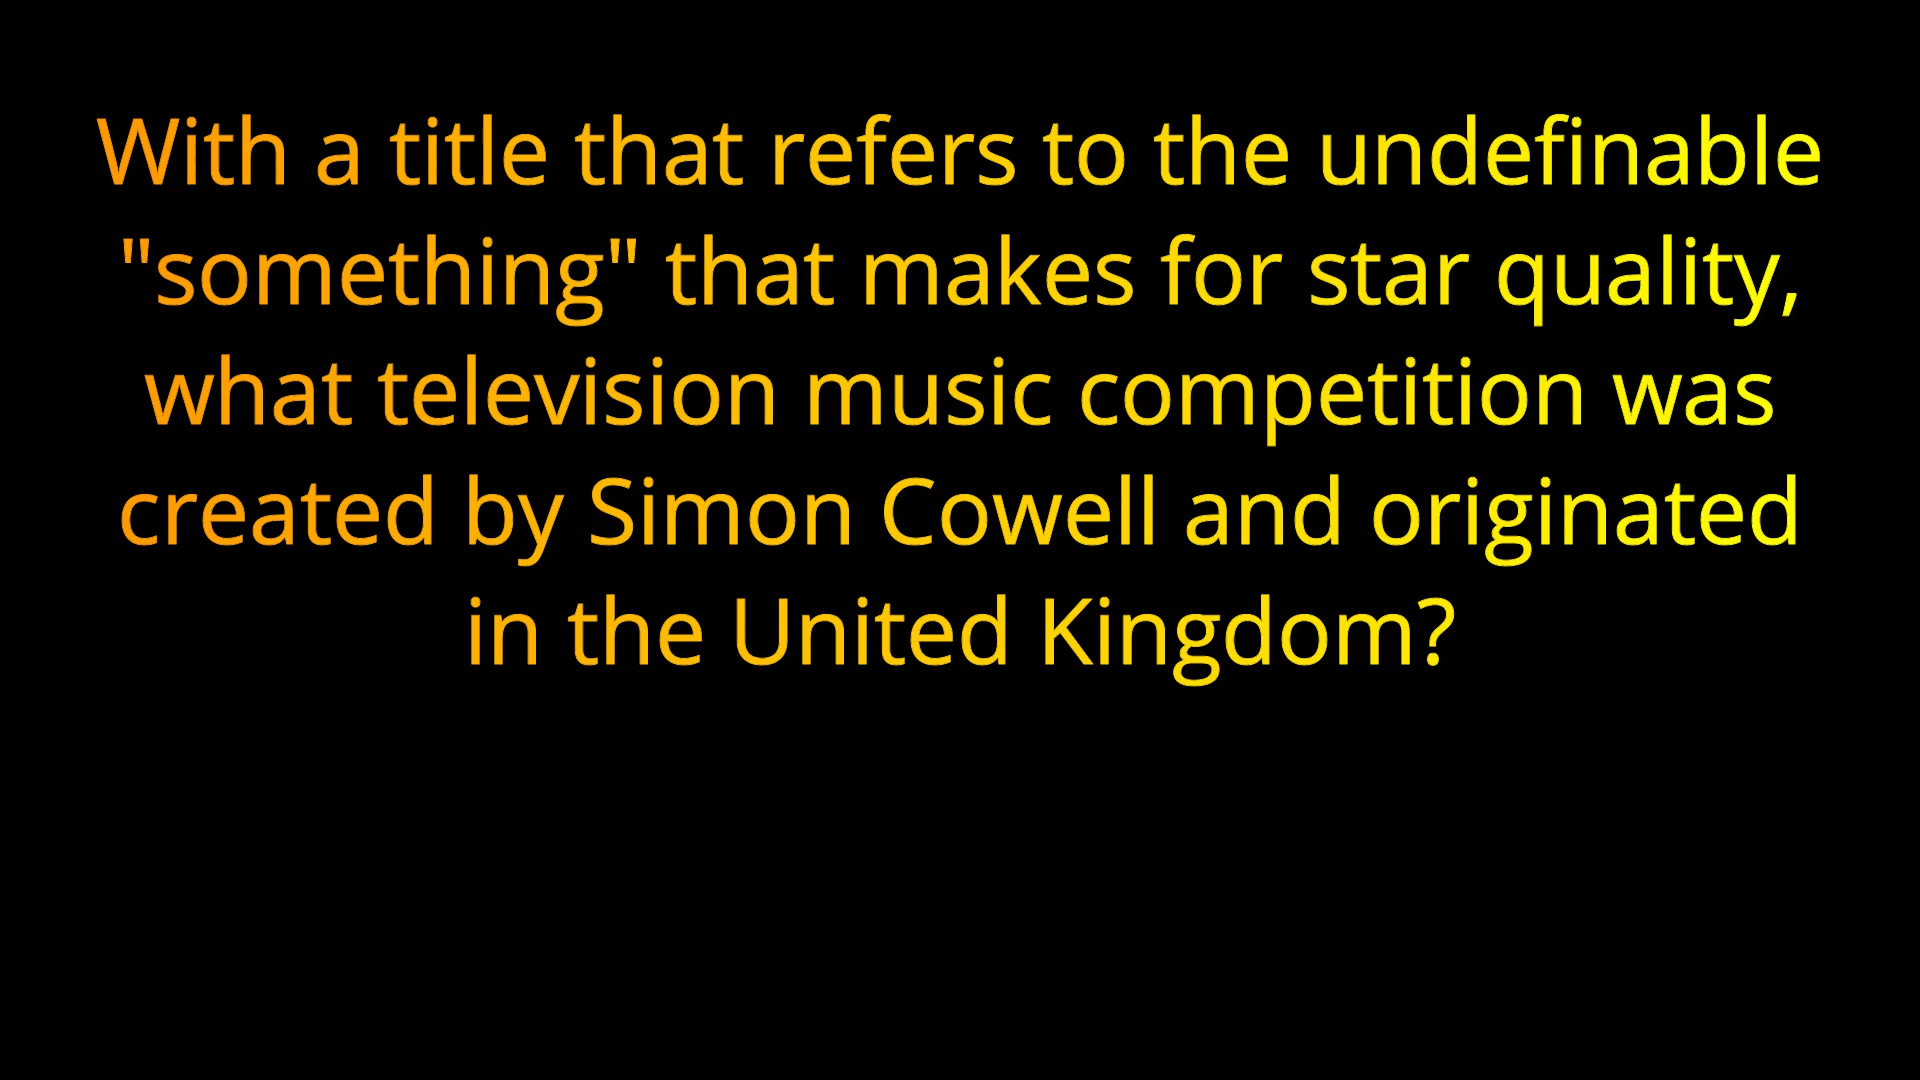 With a title that refers to the undefinable
"something" that makes for star quality,
what television music competition was
created by Simon Cowell and originated
in the United Kingdom?